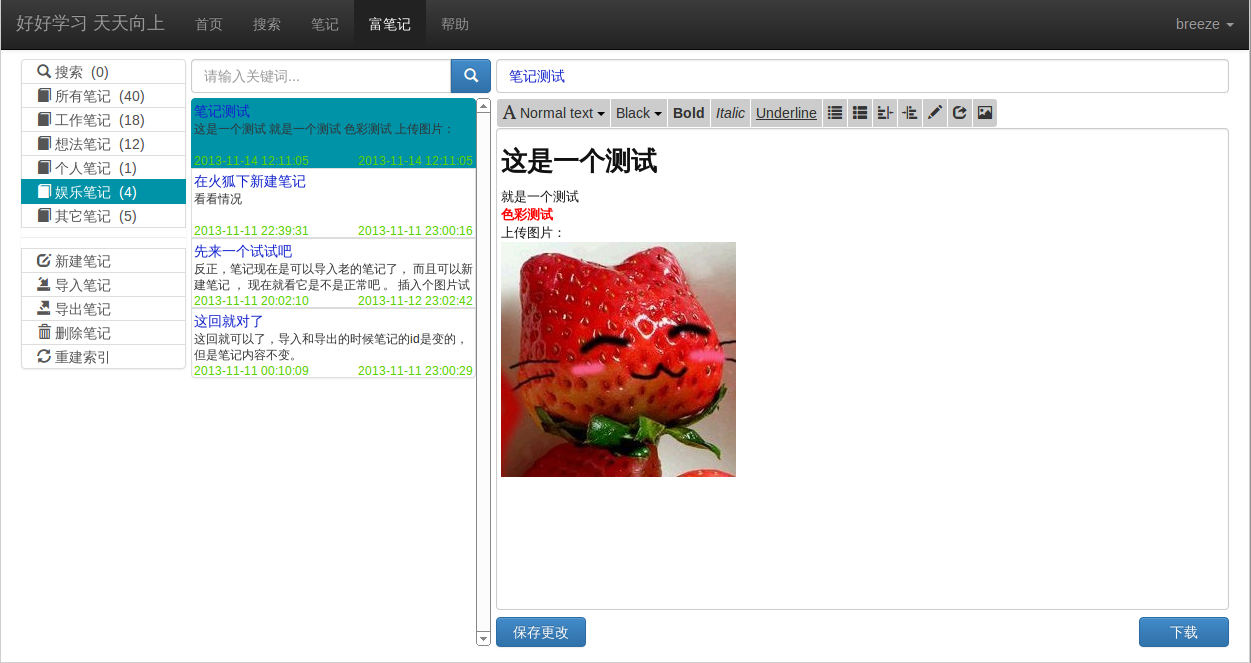 好好学习 天天向上 首页 搜索 笔记 富笔记 帮助 breeze
搜索 (0)
所有笔记 (40)
工作笔记 (18)
想法笔记 (12)
个人笔记 (1)
娱乐笔记 (4)
其它笔记 (5)
新建笔记
导入笔记
导出笔记
删除笔记
重建索引
请输入关键词...
笔记测试
这是一个测试 就是一个测试 色彩测试 上传图片：
2013-11-14 12:11:05 2013-11-14 12:11:05
在火狐下新建笔记
看看情况
2013-11-11 22:39:31 2013-11-11 23:00:16
先来一个试试吧
反正，笔记现在是可以导入老的笔记了， 而且可以新
建笔记 ， 现在就看它是不是正常吧 。 插入个图片试
2013-11-11 20:02:10 2013-11-12 23:02:42
这回就对了
这回就可以了，导入和导出的时候笔记的id是变的，
但是笔记内容不变。
2013-11-11 00:10:09 2013-11-11 23:00:29
笔记测试
A Normal text Black Bold Italic Underline
这是一个测试
就是一个测试
色彩测试
上传图片：
保存更改 下载